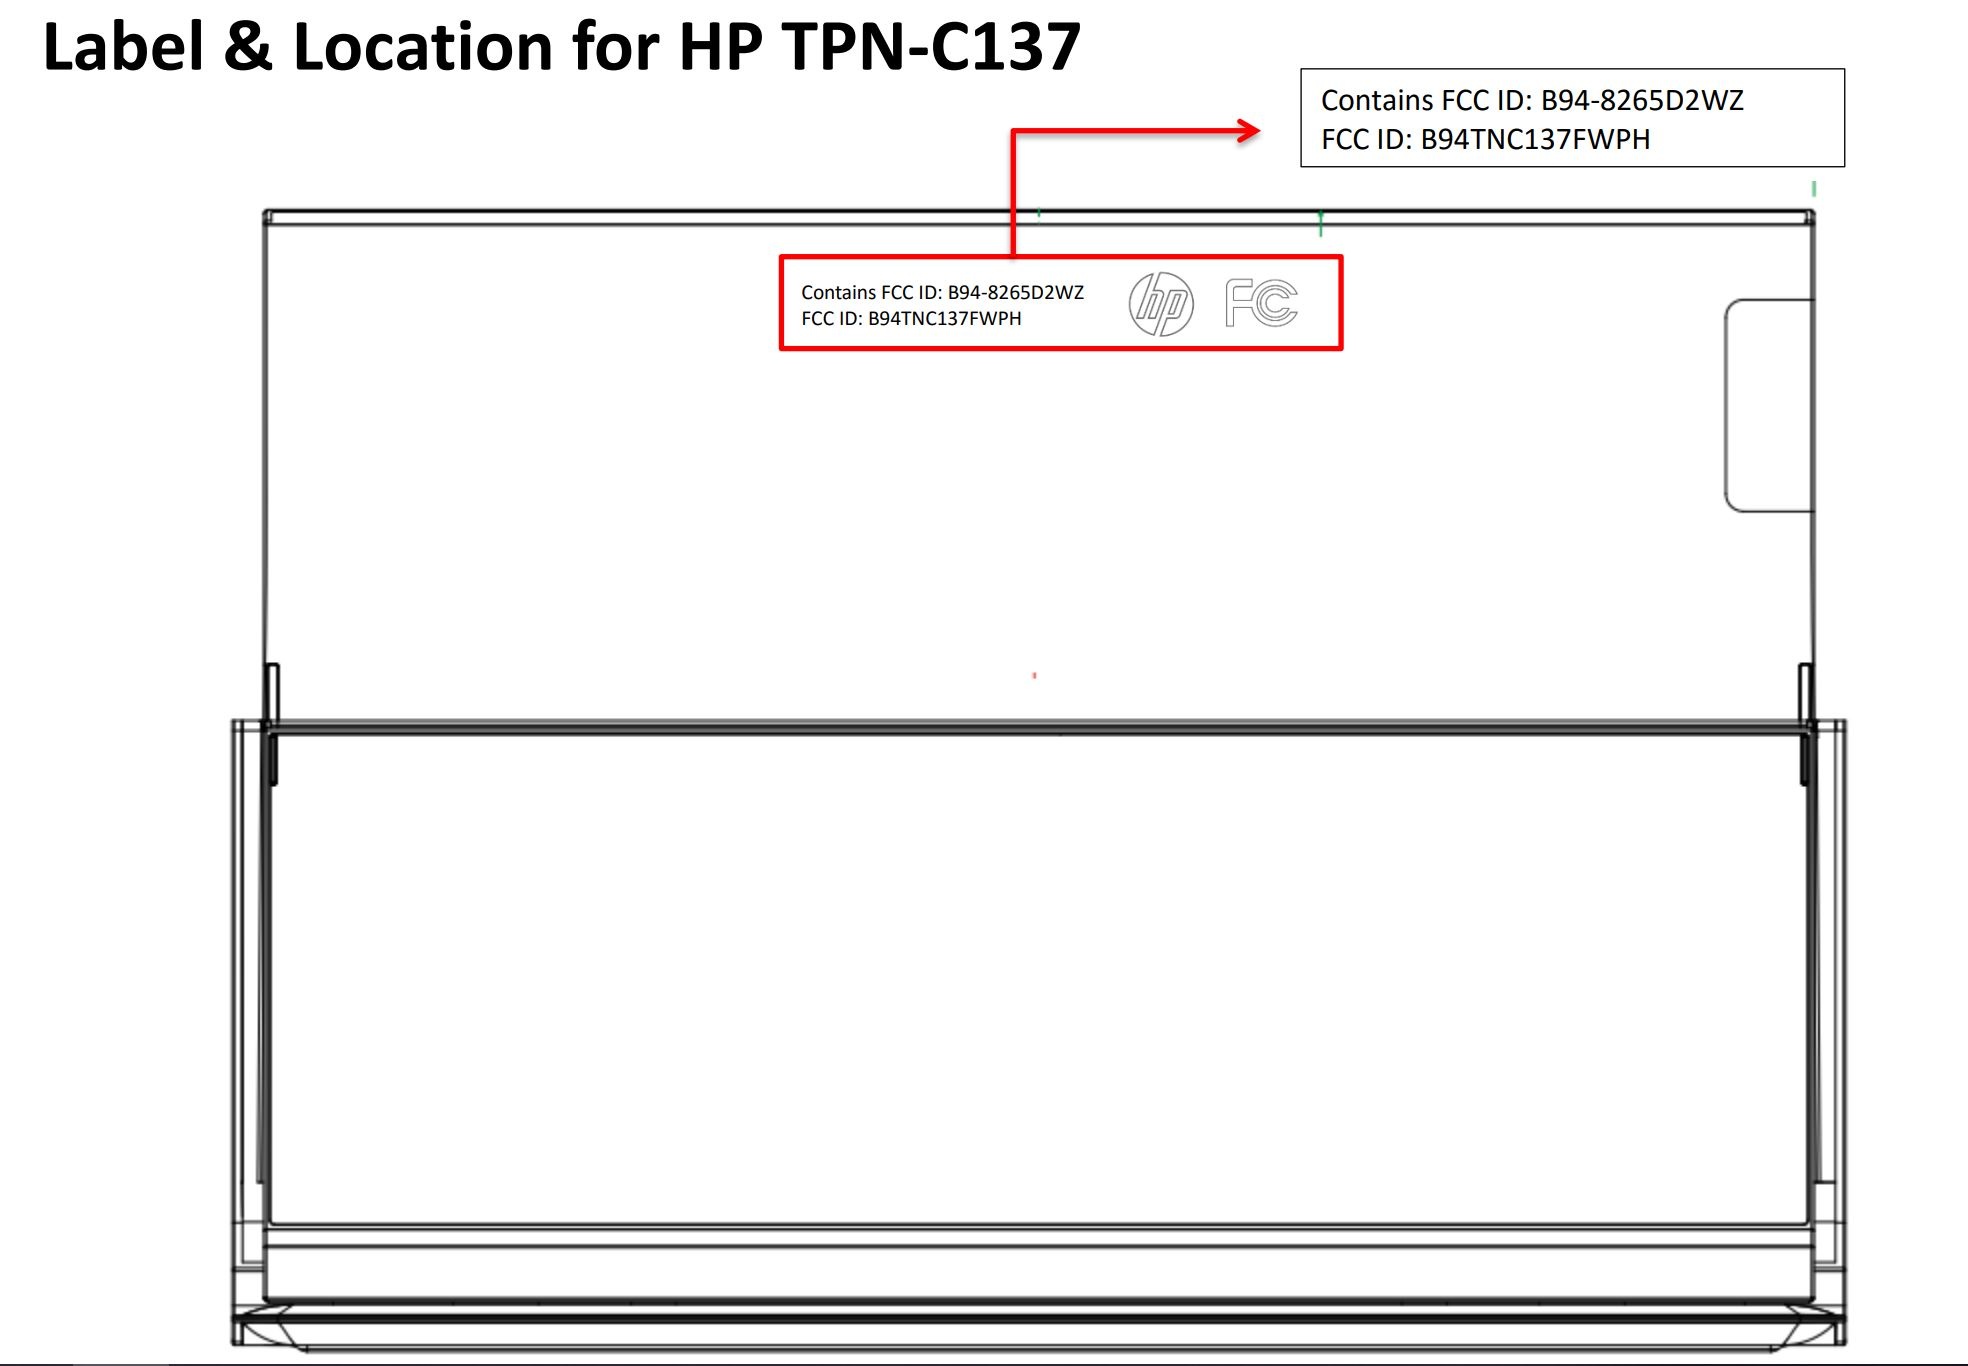 Label & Location for HP TPN-C137
Contains FCC ID: B94-8265D2WZ
FCC ID: B94TNC137FWPH
Contains FCC ID: B94-8265D2WZ
FCC ID: B94TNC137FWPH
hp
FC